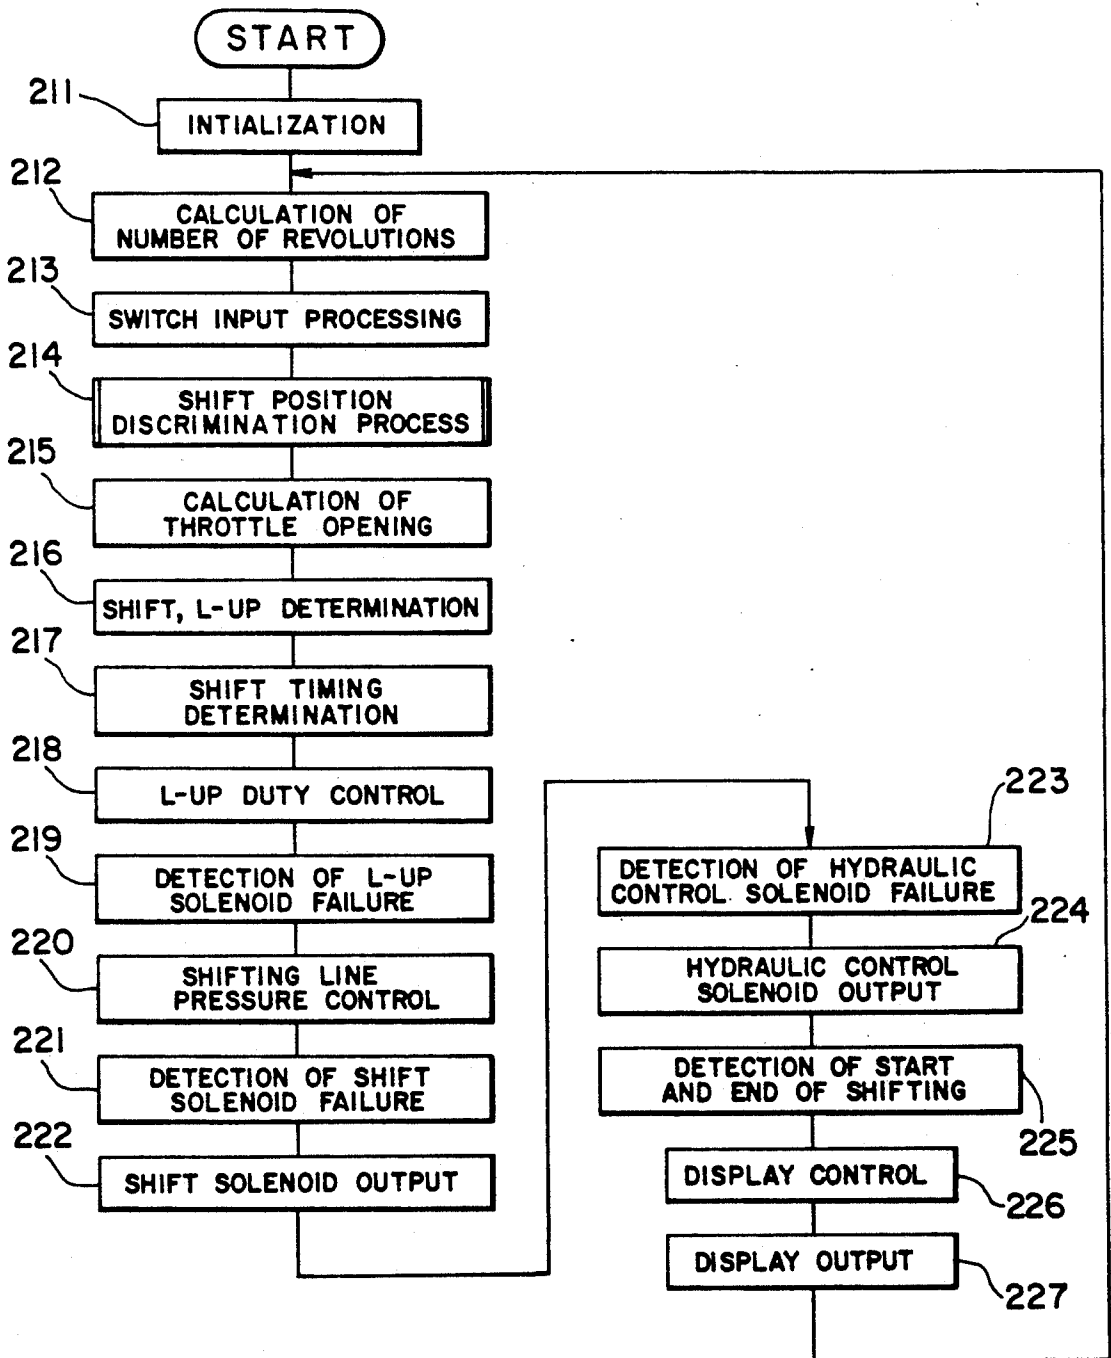 START
211
INTIALIZATION
212
CALCULATION OF
NUMBER OF REVOLUTIONS
213
SWITCH INPUT PROCESSING
214
SHIFT POSITION
DISCRIMINATION PROCESS
215
CALCULATION OF
THROTTLE OPENING
216
SHIFT, L-UP DETERMINATION
217
SHIFT TIMING
DETERMINATION
218
L-UP DUTY CONTROL
219
DETECTION OF L-UP
SOLENOID FAILURE
220
SHIFTING LINE
PRESSURE CONTROL
221
DETECTION OF SHIFT
SOLENOID FAILURE
222
SHIFT SOLENOID OUTPUT
223
DETECTION OF HYDRAULIC
CONTROL SOLENOID FAILURE
224
HYDRAULIC CONTROL
SOLENOID OUTPUT
DETECTION OF START
AND END OF SHIFTING
225
DISPLAY CONTROL
226
DISPLAY OUTPUT
227